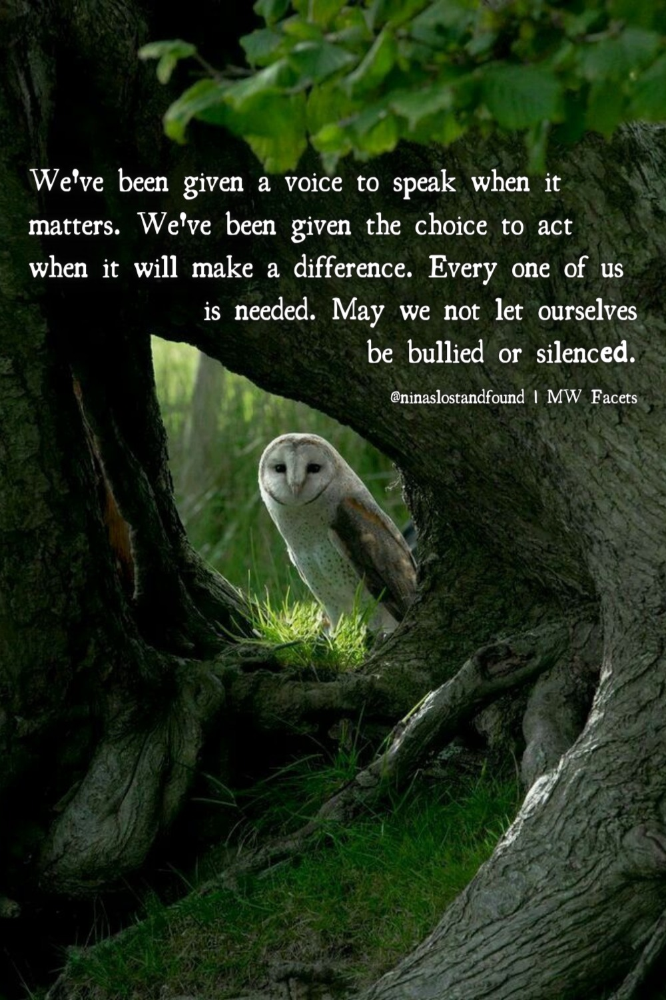 We've been given a voice to speak when it
matters. We've been given the choice to act
when it will make a difference. Every one of us
is needed. May we not let ourselves
be bullied or silenced.
@ninaslostandfound | MW Facets